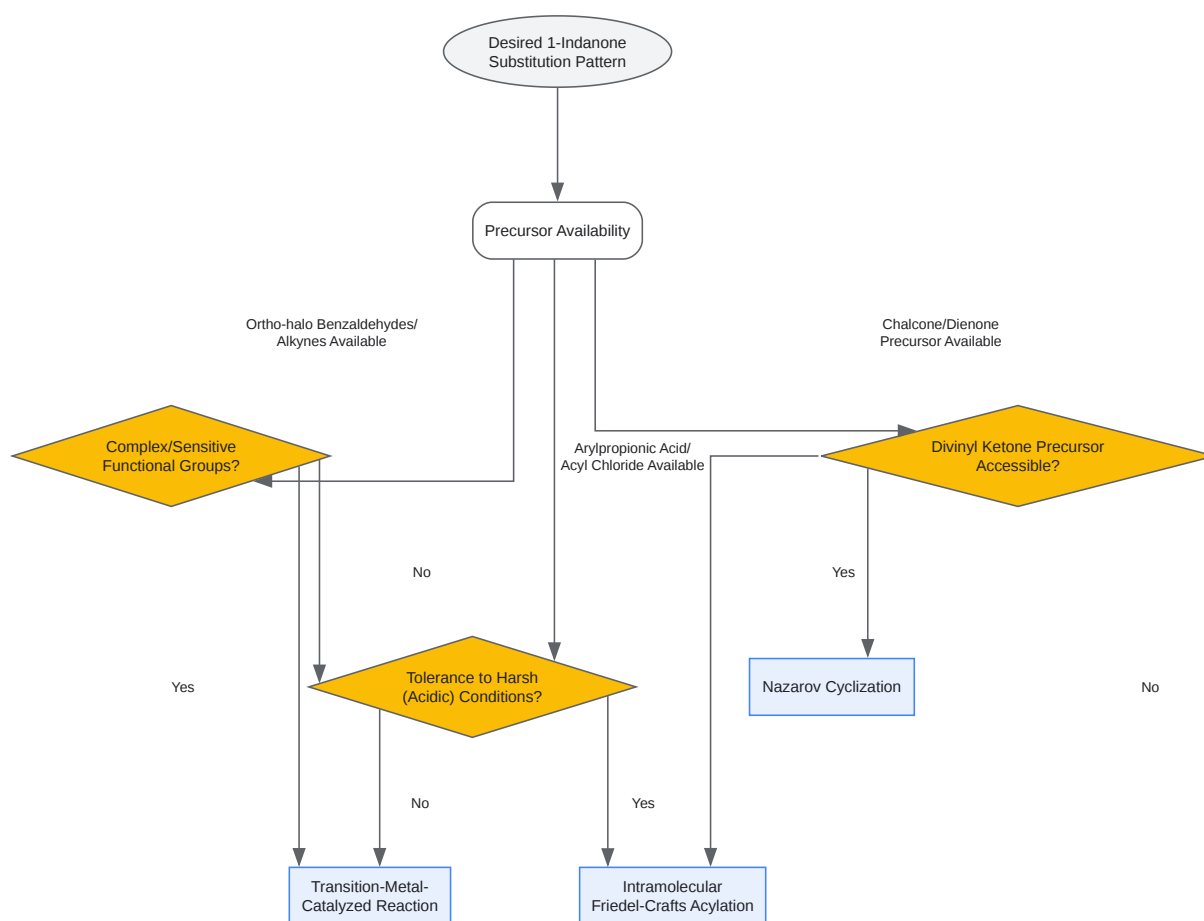 Desired 1-Indanone
Substitution Pattern
Precursor Availability
Ortho-halo Benzaldehydes/
Alkynes Available
Chalcone/Dienone
Precursor Available
Complex/Sensitive
Functional Groups?
Arylpropionic Acid/
Acyl Chloride Available
Divinyl Ketone Precursor
Accessible?
No
Yes
Yes
Tolerance to Harsh
(Acidic) Conditions?
Nazarov Cyclization
No
No
Yes
Transition-Metal-
Catalyzed Reaction
Intramolecular
Friedel-Crafts Acylation